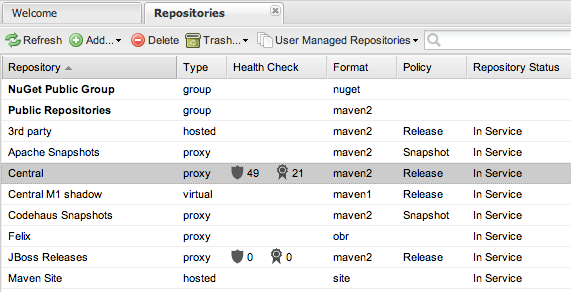 Welcome Repositories
Refresh Add... Delete Trash... User Managed Repositories
Repository Type Health Check Format Policy Repository Status
NuGet Public Group group nuget
Public Repositories group maven2
3rd party hosted maven2 Release In Service
Apache Snapshots proxy maven2 Snapshot In Service
Central proxy 49 21 maven2 Release In Service
Central M1 shadow virtual maven1 Release In Service
Codehaus Snapshots proxy maven2 Snapshot In Service
Felix proxy obr In Service
JBoss Releases proxy 0 0 maven2 Release In Service
Maven Site hosted site In Service